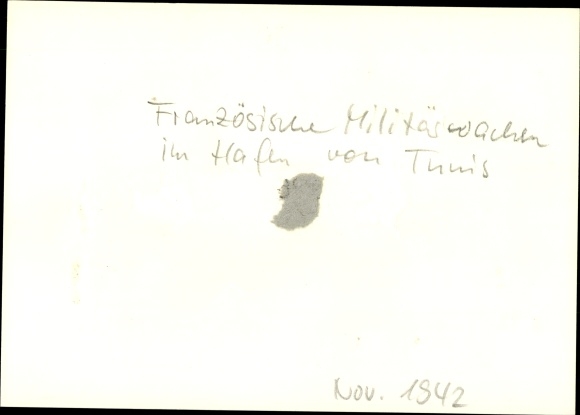 Französische Militärwachen
im Hafen von Tunis
Nov. 1942